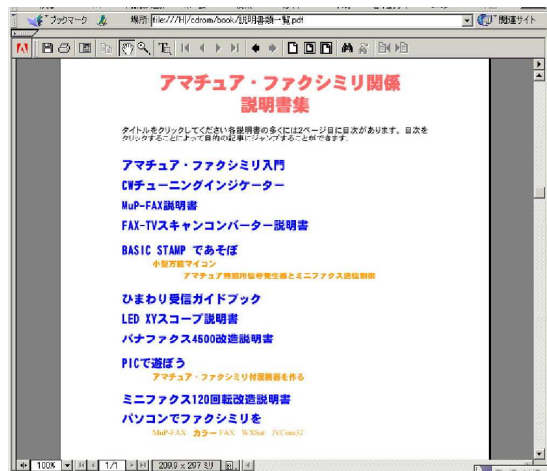 ブックマーク 場所: file:///H|/cdrom/book/説明書類一覧.pdf 関連サイト
アマチュア・ファクシミリ関係
説明書集
タイトルをクリックしてください各説明書の多くには2ページ目に目次があります。目次を
クリックすることによって目的の記事にジャンプすることができます。
アマチュア・ファクシミリ入門
CWチューニングインジケーター
MuP-FAX説明書
FAX-TVスキャンコンバーター説明書
BASIC STAMP であそぼ
小型万能マイコン
アマチュア無線用信号発生器とミニファクス送信制御
ひまわり受信ガイドブック
LED XYスコープ説明書
パナファクス4500改造説明書
PICで遊ぼう
アマチュア・ファクシミリ付属機器を作る
ミニファクス120回転改造説明書
パソコンでファクシミリを
MuP-FAX カラーFAX WXSat JVComm32
100% 1/1 209.9 x 297 ミリ